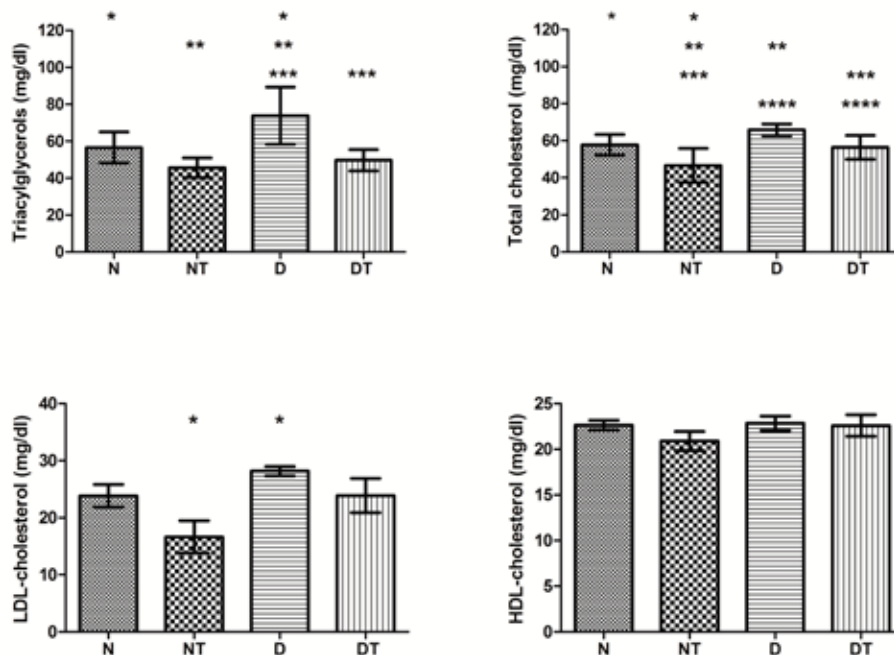 Triacylglycerols (mg/dl)
120
100
80
60
40
20
0
* ** * ** *** ***
N NT D DT
Total cholesterol (mg/dl)
120
100
80
60
40
20
0
* * ** *** ** **** *** ****
N NT D DT
LDL-cholesterol (mg/dl)
40
30
20
10
0
* *
N NT D DT
HDL-cholesterol (mg/dl)
25
20
15
10
5
0
N NT D DT